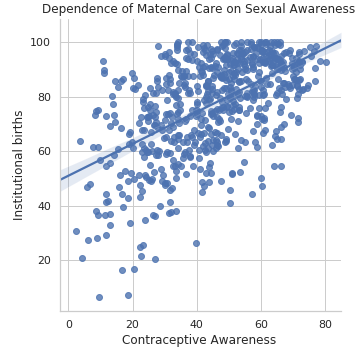 Dependence of Maternal Care on Sexual Awareness
100
80
60
40
20
Institutional births
0 20 40 60 80
Contraceptive Awareness